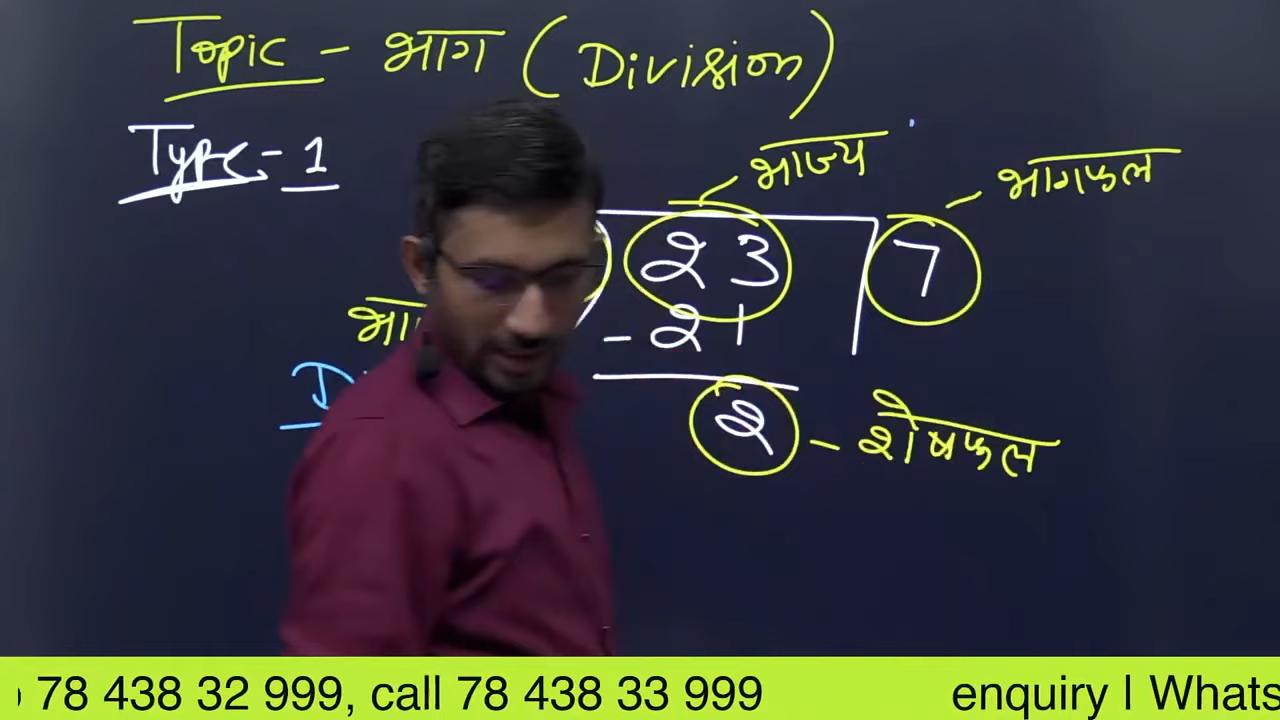 Topic - भाग (Division)
Type - 1
भाज्य
भागफल
23
7
- 21
2 - शेषफल
78 438 32 999, call 78 438 33 999 enquiry | Whats